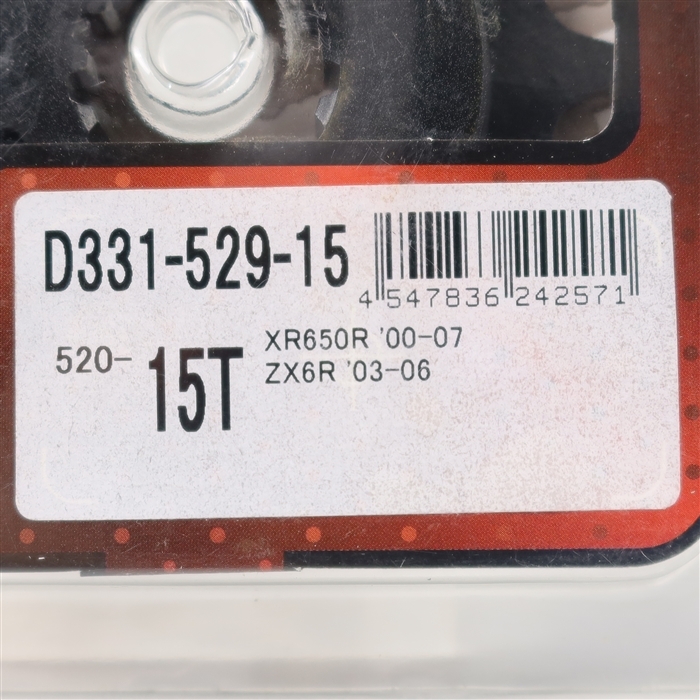 D331-529-15
4 547836 242571
520-15T
XR650R '00-07
ZX6R '03-06